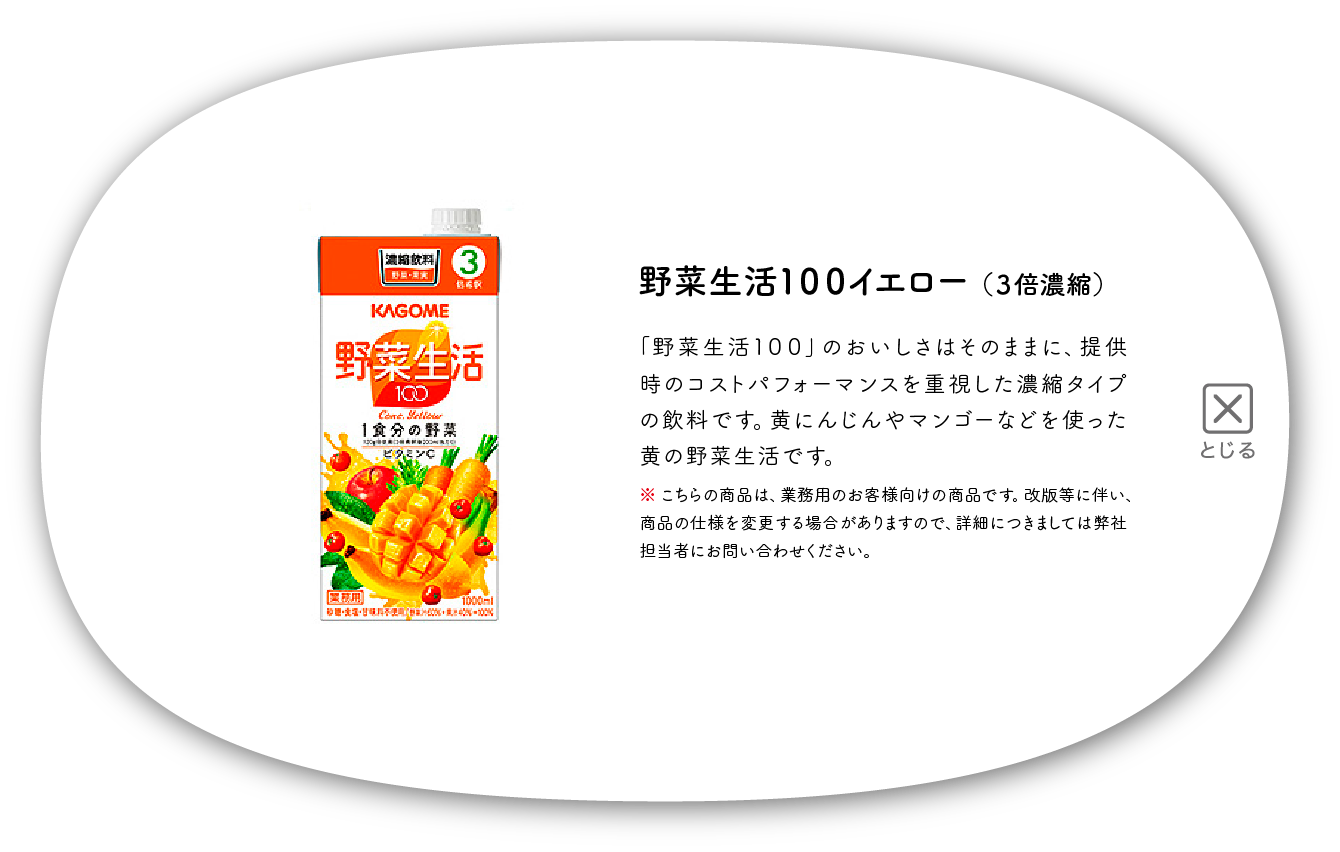 濃縮飲料
野菜・果実
3
倍希釈
KAGOME
野菜生活
100
1食分の野菜
ビタミンC
業務用
1000ml
砂糖・食塩・甘味料不使用
野菜生活100イエロー（3倍濃縮）
「野菜生活100」のおいしさはそのままに、提供
時のコストパフォーマンスを重視した濃縮タイプ
の飲料です。黄にんじんやマンゴーなどを使った
黄の野菜生活です。
※ こちらの商品は、業務用のお客様向けの商品です。改版等に伴い、
商品の仕様を変更する場合がありますので、詳細につきましては弊社
担当者にお問い合わせください。
とじる